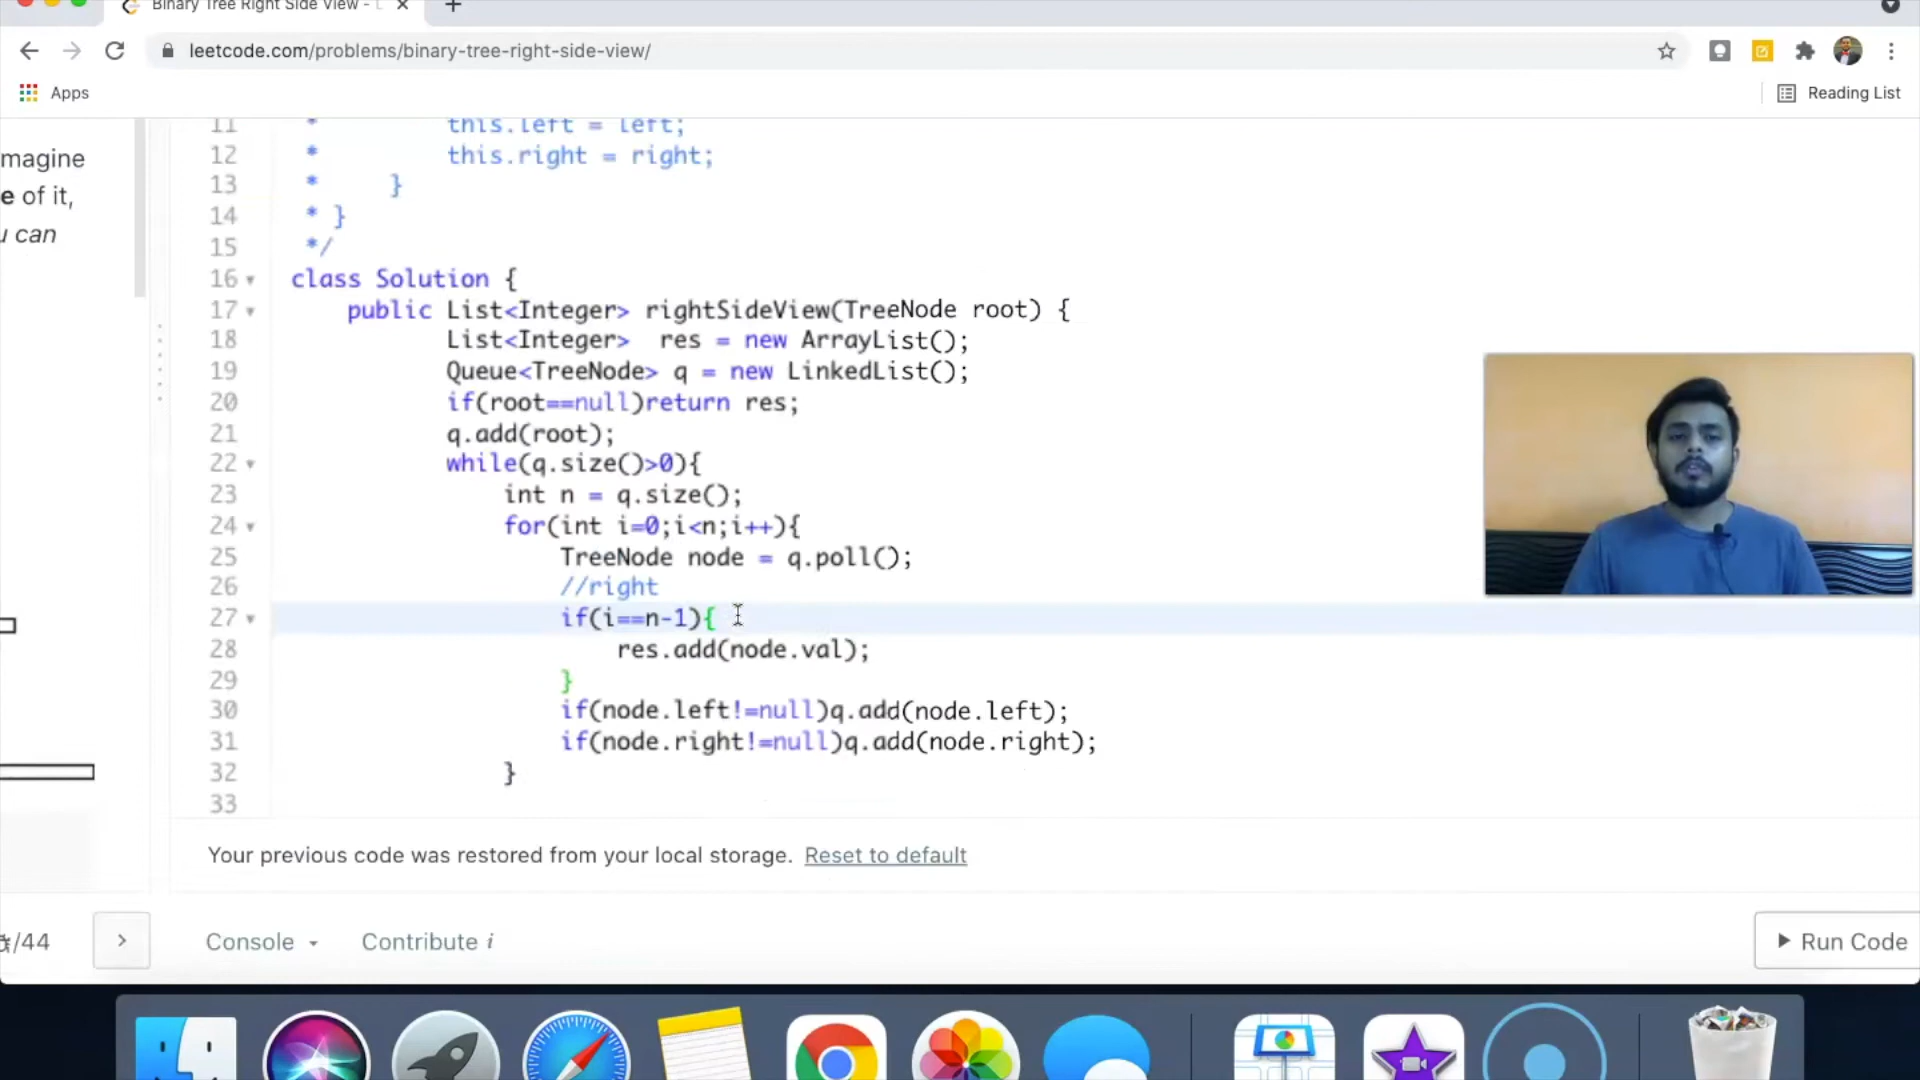 Binary Tree Right Side View - L
leetcode.com/problems/binary-tree-right-side-view/
Apps
Reading List
magine
e of it,
u can
11 * this.left = left;
12 * this.right = right;
13 * }
14 * }
15 */
16 class Solution {
17 public List<Integer> rightSideView(TreeNode root) {
18 List<Integer> res = new ArrayList();
19 Queue<TreeNode> q = new LinkedList();
20 if(root==null)return res;
21 q.add(root);
22 while(q.size()>0){
23 int n = q.size();
24 for(int i=0;i<n;i++){
25 TreeNode node = q.poll();
26 //right
27 if(i==n-1){
28 res.add(node.val);
29 }
30 if(node.left!=null)q.add(node.left);
31 if(node.right!=null)q.add(node.right);
32 }
33
Your previous code was restored from your local storage. Reset to default
/44
Console
Contribute i
Run Code